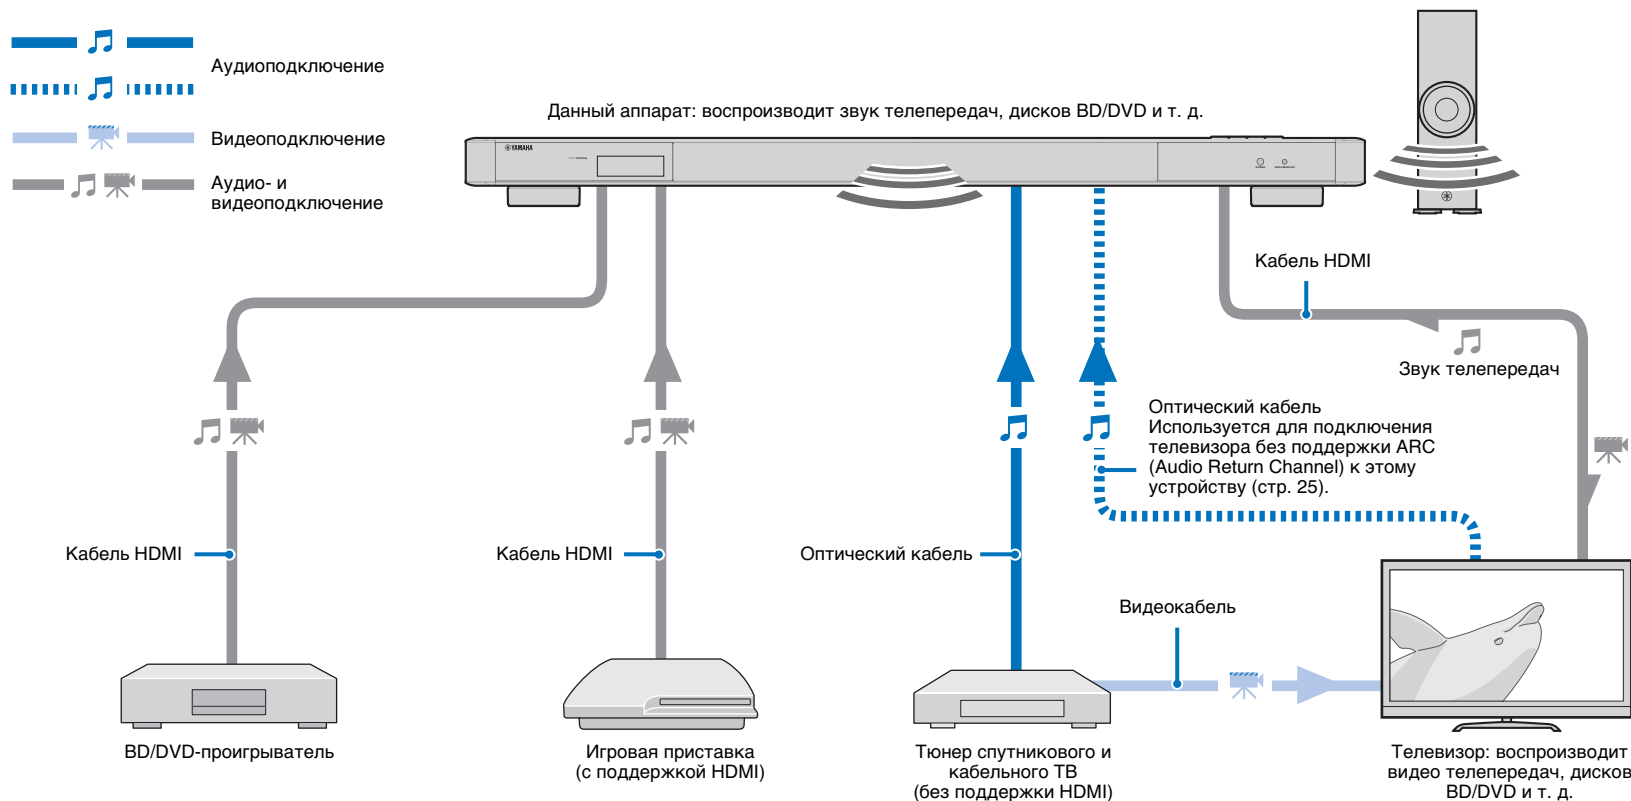 Аудиоподключение
Видеоподключение
Аудио- и
видеоподключение
Данный аппарат: воспроизводит звук телепередач, дисков BD/DVD и т. д.
YAMAHA
Кабель HDMI
Звук телепередач
Оптический кабель
Используется для подключения
телевизора без поддержки ARC
(Audio Return Channel) к этому
устройству (стр. 25).
Кабель HDMI
Кабель HDMI
Оптический кабель
Видеокабель
BD/DVD-проигрыватель
Игровая приставка
(с поддержкой HDMI)
Тюнер спутникового и
кабельного ТВ
(без поддержки HDMI)
Телевизор: воспроизводит
видео телепередач, дисков
BD/DVD и т. д.